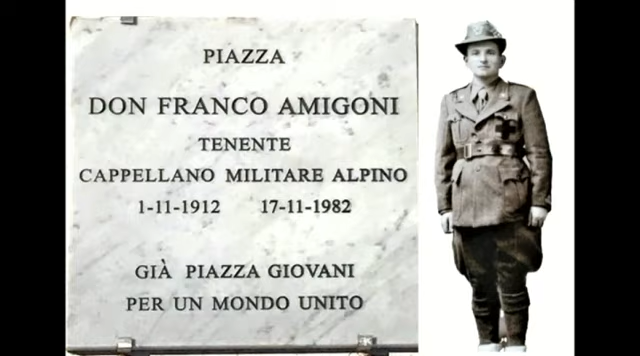 PIAZZA
DON FRANCO AMIGONI
TENENTE
CAPPELLANO MILITARE ALPINO
1-11-1912 17-11-1982
GIÀ PIAZZA GIOVANI
PER UN MONDO UNITO